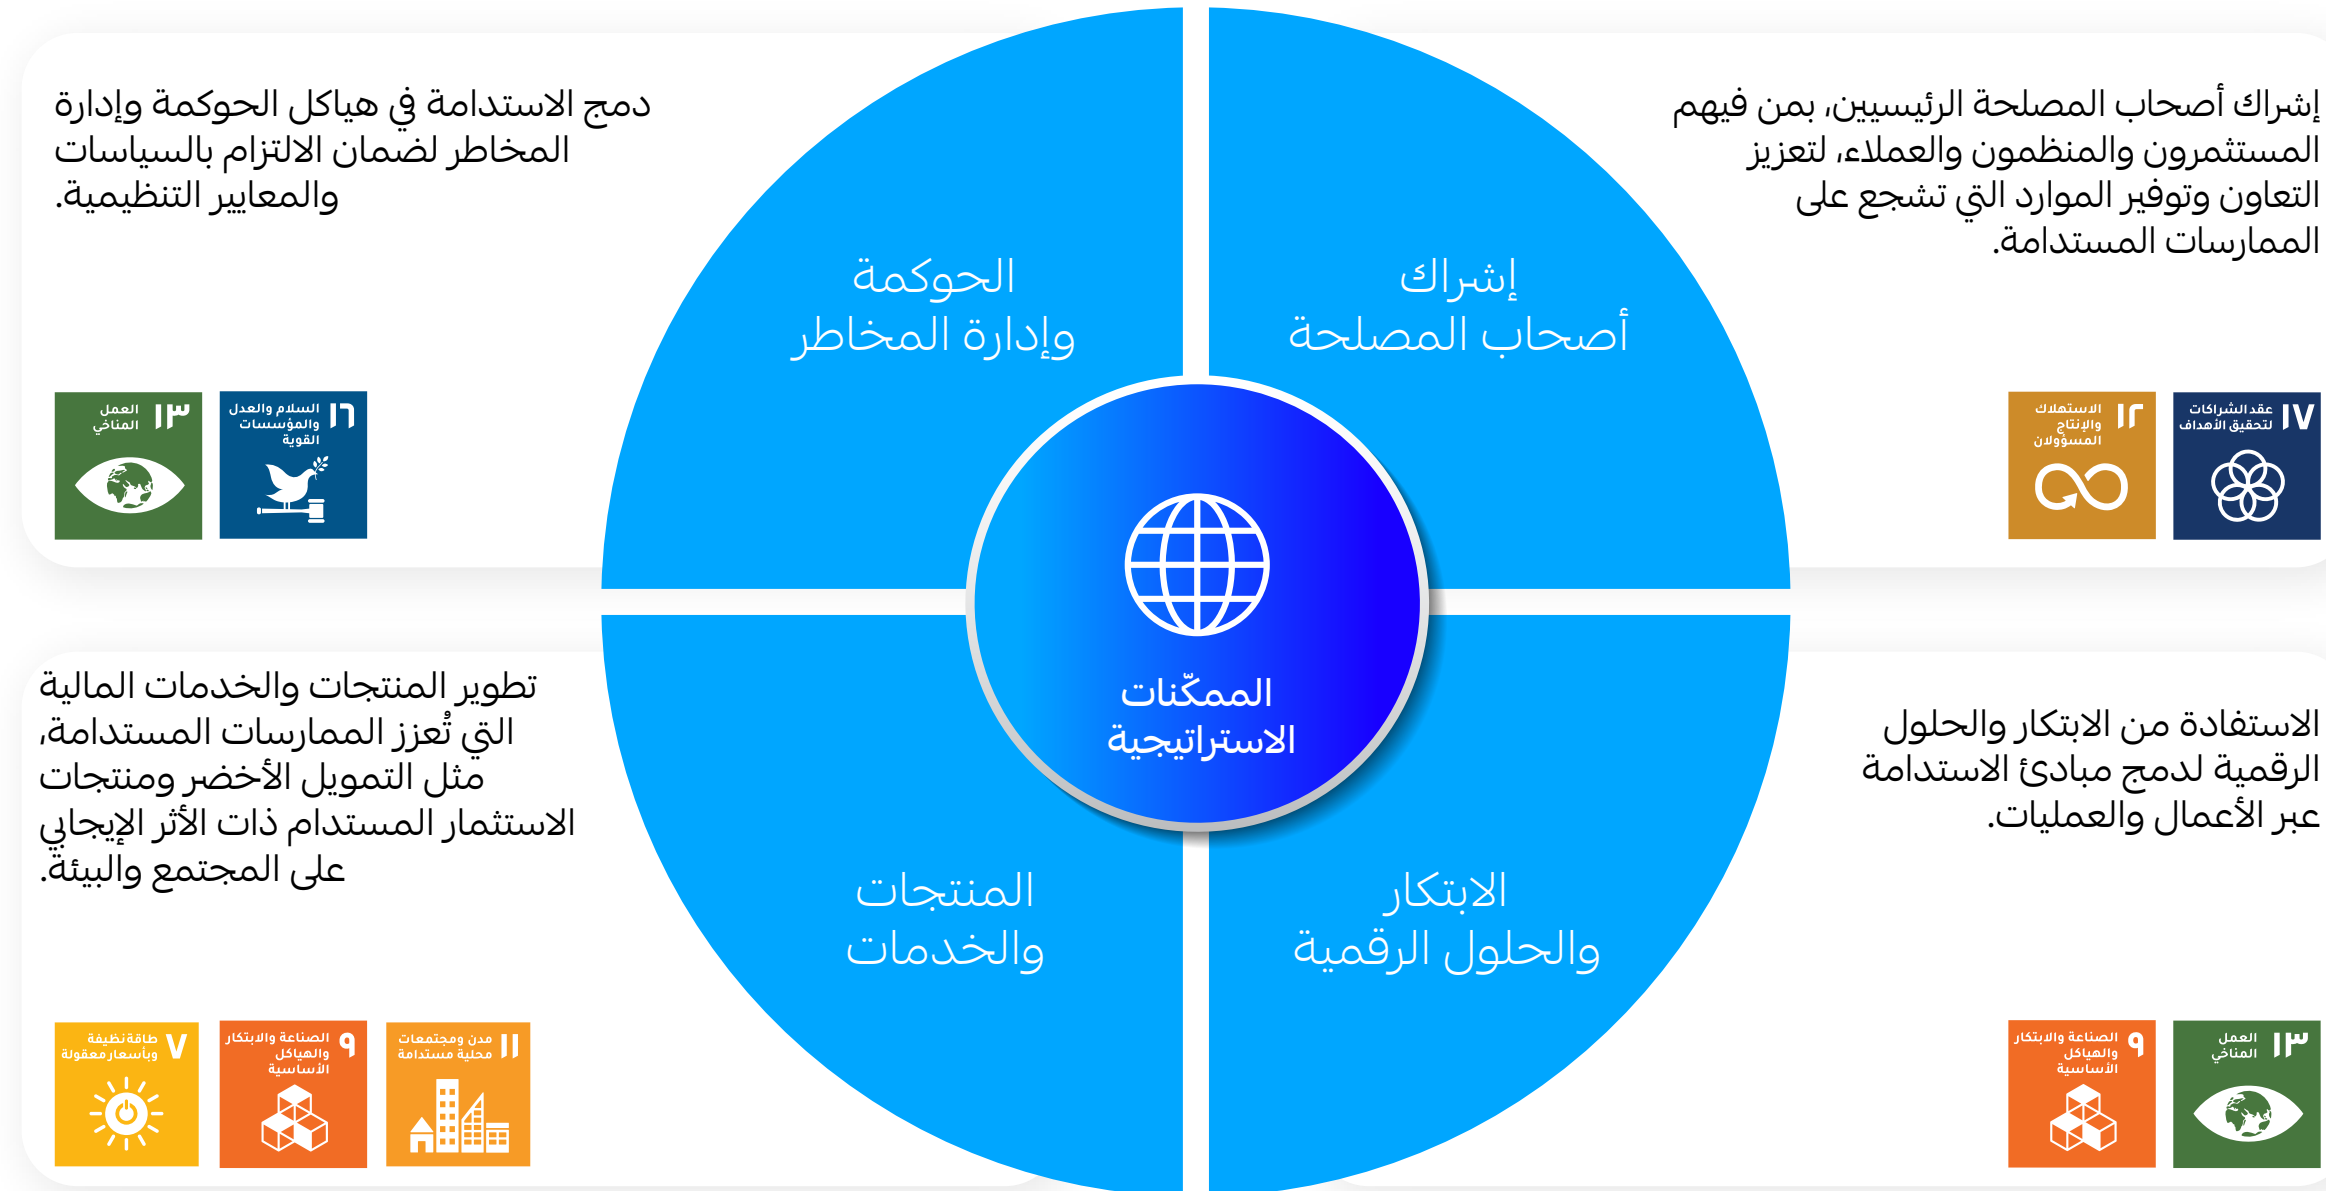 إشراك أصحاب المصلحة الرئيسيين، بمن فيهم
المستثمرون والمنظمون والعملاء، لتعزيز
التعاون وتوفير الموارد التي تشجع على
الممارسات المستدامة.
١٧ عقد الشراكات
لتحقيق الأهداف
١٢ الاستهلاك
والإنتاج
المسؤولان
إشراك
أصحاب المصلحة
الحوكمة
وإدارة المخاطر
دمج الاستدامة في هياكل الحوكمة وإدارة
المخاطر لضمان الالتزام بالسياسات
والمعايير التنظيمية.
١٦ السلام والعدل
والمؤسسات
القوية
١٣ العمل
المناخي
الممكّنات
الاستراتيجية
الاستفادة من الابتكار والحلول
الرقمية لدمج مبادئ الاستدامة
عبر الأعمال والعمليات.
١٣ العمل
المناخي
٩ الصناعة والابتكار
والهياكل
الأساسية
الابتكار
والحلول الرقمية
المنتجات
والخدمات
تطوير المنتجات والخدمات المالية
التي تُعزز الممارسات المستدامة،
مثل التمويل الأخضر ومنتجات
الاستثمار المستدام ذات الأثر الإيجابي
على المجتمع والبيئة.
١١ مدن ومجتمعات
محلية مستدامة
٩ الصناعة والابتكار
والهياكل
الأساسية
٧ طاقة نظيفة
وبأسعار معقولة